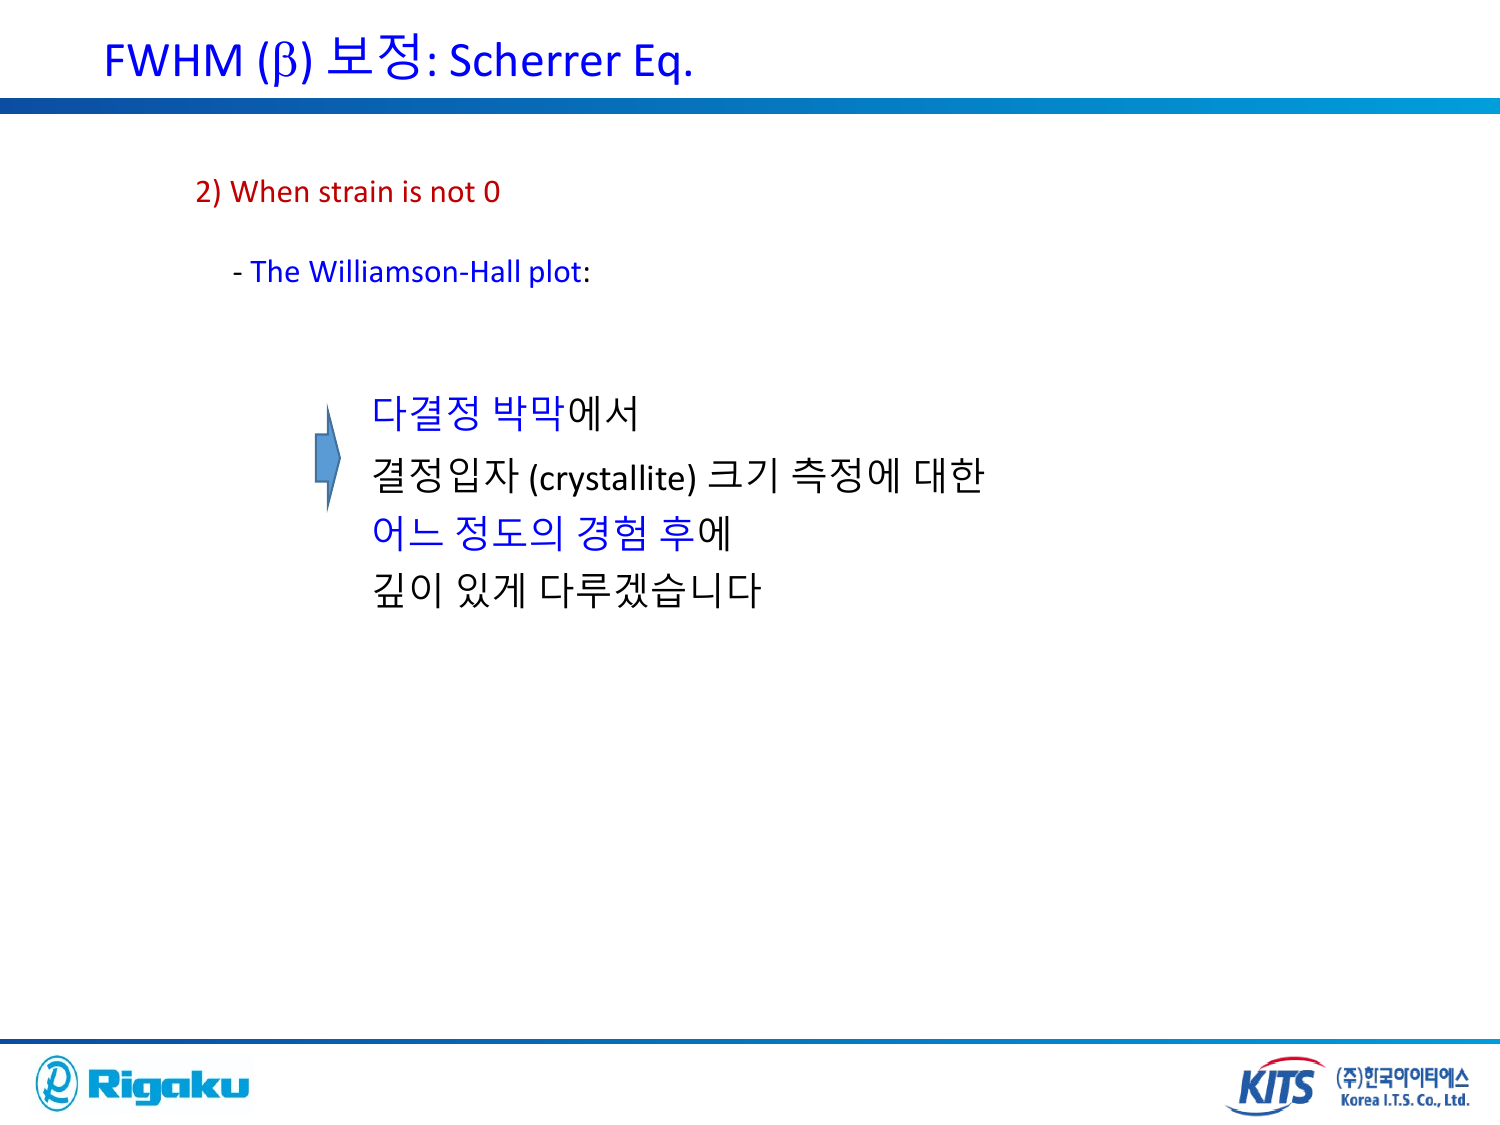 FWHM (β) 보정: Scherrer Eq.
2) When strain is not 0
- The Williamson-Hall plot:
다결정 박막에서
결정입자 (crystallite) 크기 측정에 대한
어느 정도의 경험 후에
깊이 있게 다루겠습니다
Rigaku
KITS (주)한국아이티에스
Korea I.T.S. Co., Ltd.